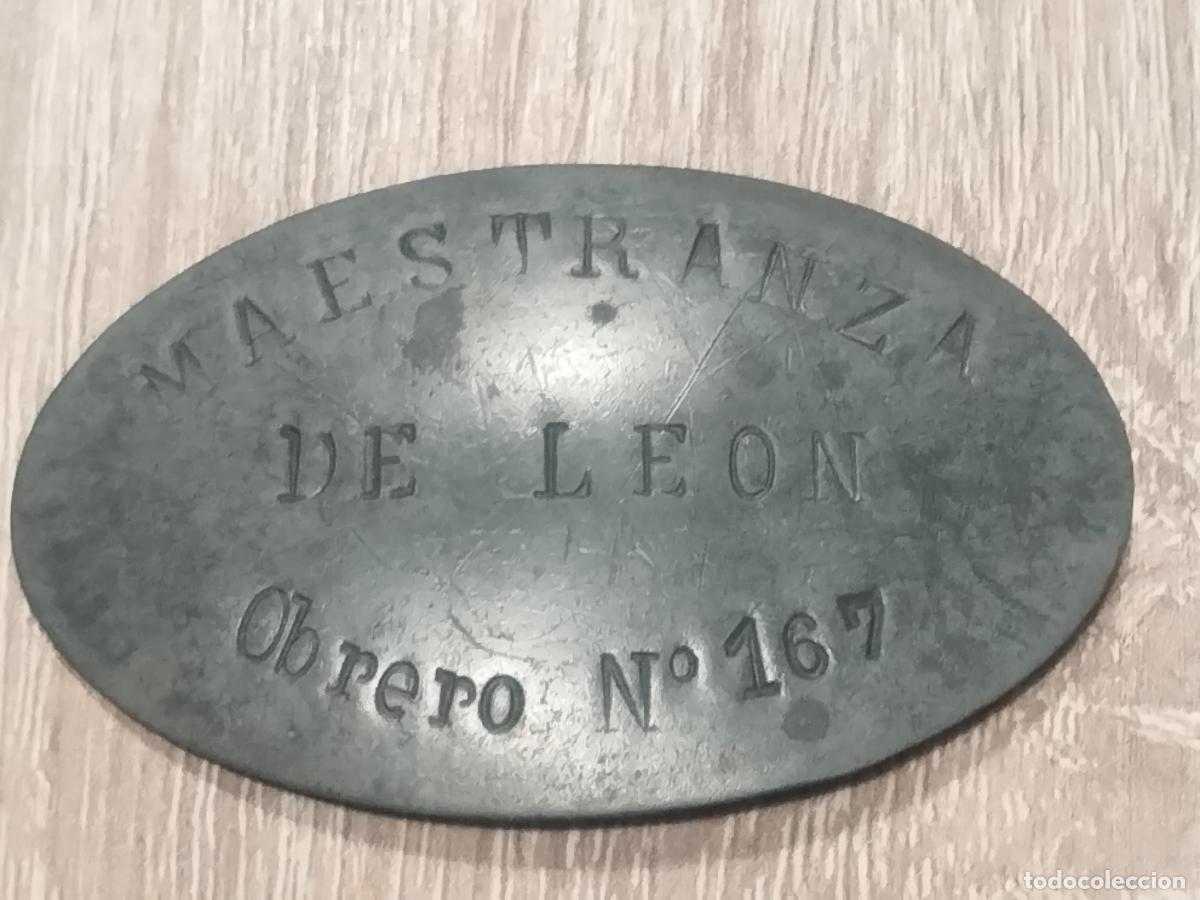 MAESTRANZA
DE LEON
Obrero Nº 167
todocoleccion